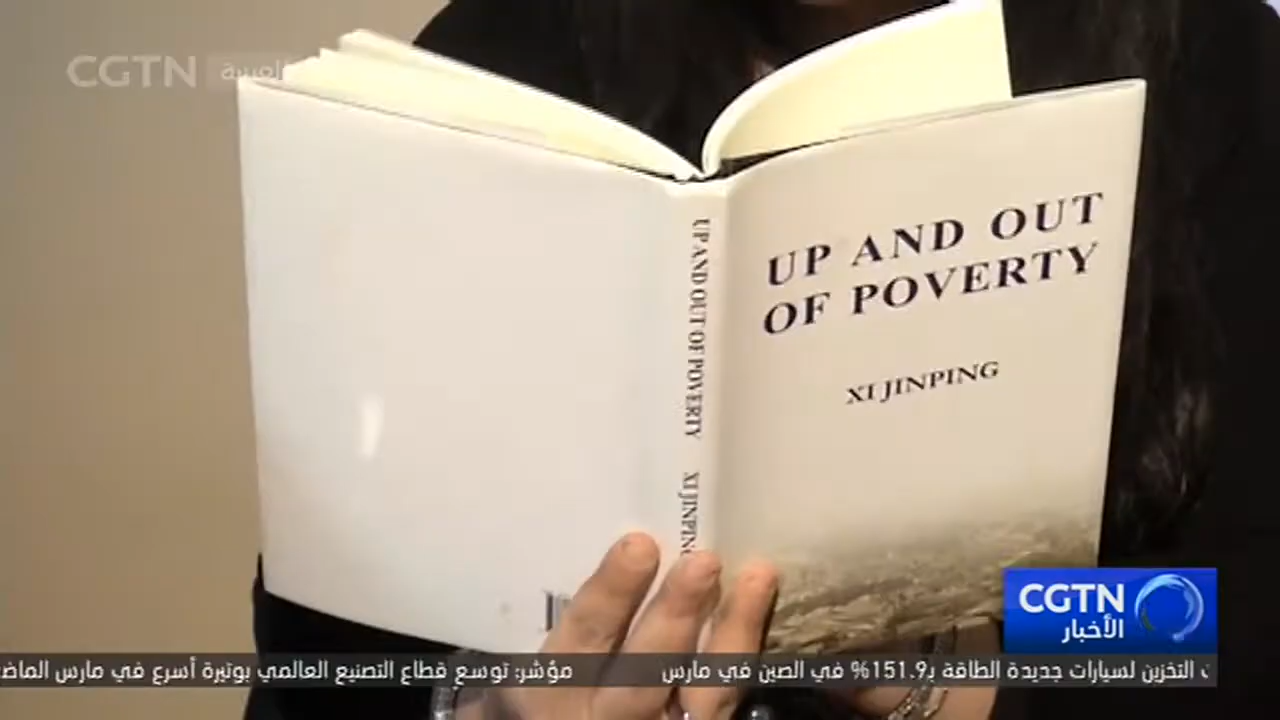 CGTN العربية
UP AND OUT OF POVERTY XI JINPING
UP AND OUT
OF POVERTY
XI JINPING
CGTN
الأخبار
التخزين لسيارات جديدة الطاقة بـ151.9% في الصين في مارس
مؤشر: توسع قطاع التصنيع العالمي بوتيرة أسرع في مارس